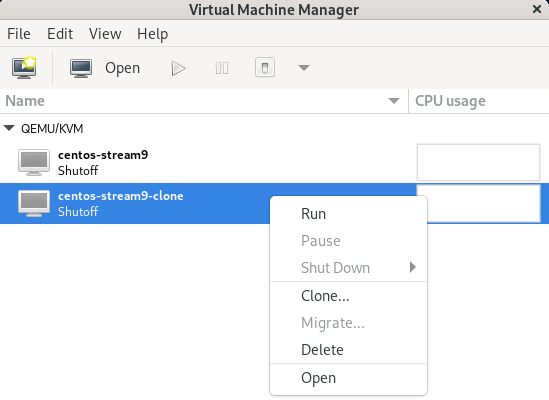 Virtual Machine Manager
File Edit View Help
Open
Name CPU usage
QEMU/KVM
centos-stream9
Shutoff
centos-stream9-clone
Shutoff
Run
Pause
Shut Down
Clone...
Migrate...
Delete
Open